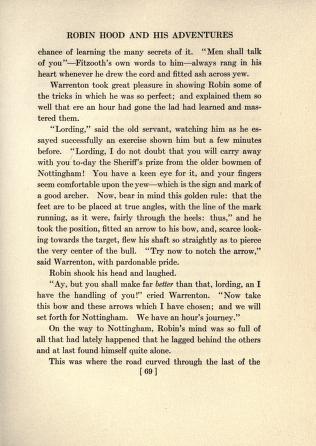 ROBIN HOOD AND HIS ADVENTURES
chance of learning the many secrets of it. "Men shall talk
of you"—Fitzooth's own words to him—always rang in his
heart whenever he drew the cord and fitted ash across yew.
Warrenton took great pleasure in showing Robin some of
the tricks in which he was so perfect; and explained them so
well that ere an hour had gone the lad had learned and mas-
tered them.
"Lording," said the old servant, watching him as he es-
sayed successfully an exercise shown him but a few minutes
before. "Lording, I do not doubt that you will carry away
with you to-day the Sheriff's prize from the older bowmen of
Nottingham! You have a keen eye for it, and your fingers
seem comfortable upon the yew—which is the sign and mark of
a good archer. Now, bear in mind this golden rule: that the
feet are to be placed at true angles, with the line of the mark
running, as it were, fairly through the heels: thus," and he
took the position, fitted an arrow to his bow, and, scarce look-
ing towards the target, flew his shaft so straightly as to pierce
the very center of the bull. "Try now to notch the arrow,"
said Warrenton, with pardonable pride.
Robin shook his head and laughed.
"Ay, but you shall make far better than that, lording, an I
have the handling of you!" cried Warrenton. "Now take
this bow and these arrows which I have chosen; and we will
set forth for Nottingham. We have an hour's journey."
On the way to Nottingham, Robin's mind was so full of
all that had lately happened that he lagged behind the others
and at last found himself quite alone.
This was where the road curved through the last of the
[ 69 ]